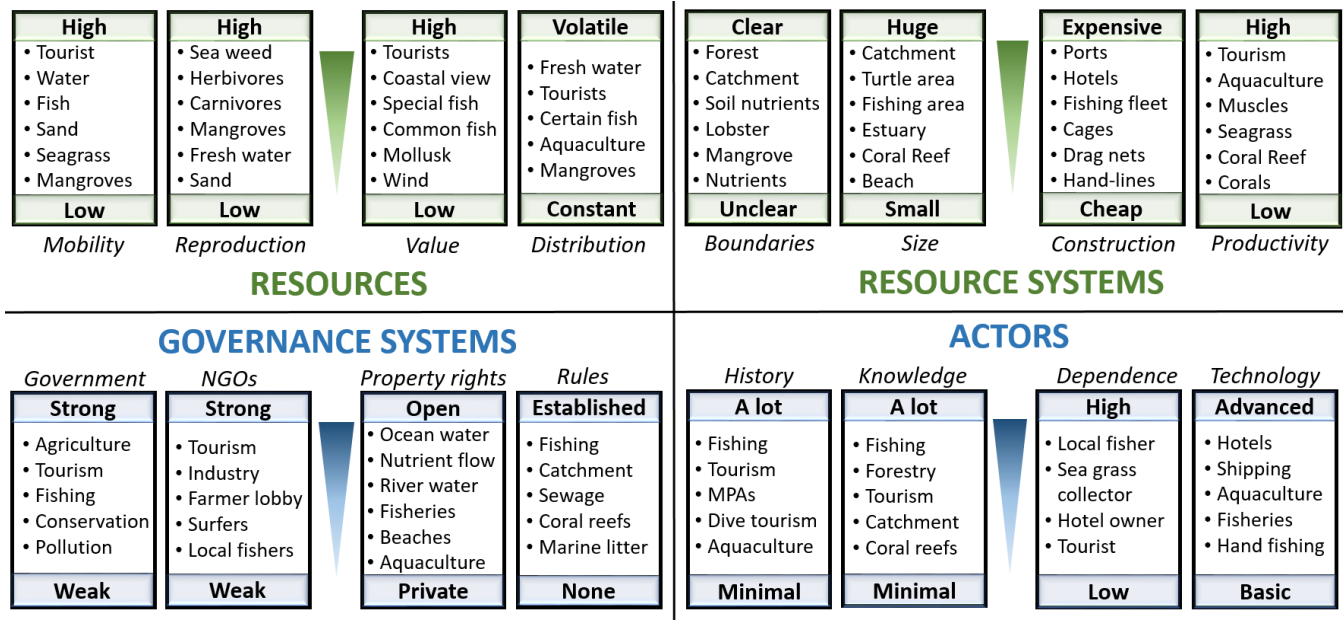 High
• Tourist
• Water
• Fish
• Sand
• Seagrass
• Mangroves
Low
Mobility
High
• Sea weed
• Herbivores
• Carnivores
• Mangroves
• Fresh water
• Sand
Low
Reproduction
High
• Tourists
• Coastal view
• Special fish
• Common fish
• Mollusk
• Wind
Low
Value
Volatile
• Fresh water
• Tourists
• Certain fish
• Aquaculture
• Mangroves
Constant
Distribution
RESOURCES
Clear
• Forest
• Catchment
• Soil nutrients
• Lobster
• Mangrove
• Nutrients
Unclear
Boundaries
Huge
• Catchment
• Turtle area
• Fishing area
• Estuary
• Coral Reef
• Beach
Small
Size
Expensive
• Ports
• Hotels
• Fishing fleet
• Cages
• Drag nets
• Hand-lines
Cheap
Construction
High
• Tourism
• Aquaculture
• Muscles
• Seagrass
• Coral Reef
• Corals
Low
Productivity
RESOURCE SYSTEMS
GOVERNANCE SYSTEMS
Government
Strong
• Agriculture
• Tourism
• Fishing
• Conservation
• Pollution
Weak
NGOs
Strong
• Tourism
• Industry
• Farmer lobby
• Surfers
• Local fishers
Weak
Property rights
Open
• Ocean water
• Nutrient flow
• River water
• Fisheries
• Beaches
• Aquaculture
Private
Rules
Established
• Fishing
• Catchment
• Sewage
• Coral reefs
• Marine litter
None
ACTORS
History
A lot
• Fishing
• Tourism
• MPAs
• Dive tourism
• Aquaculture
Minimal
Knowledge
A lot
• Fishing
• Forestry
• Tourism
• Catchment
• Coral reefs
Minimal
Dependence
High
• Local fisher
• Sea grass
collector
• Hotel owner
• Tourist
Low
Technology
Advanced
• Hotels
• Shipping
• Aquaculture
• Fisheries
• Hand fishing
Basic